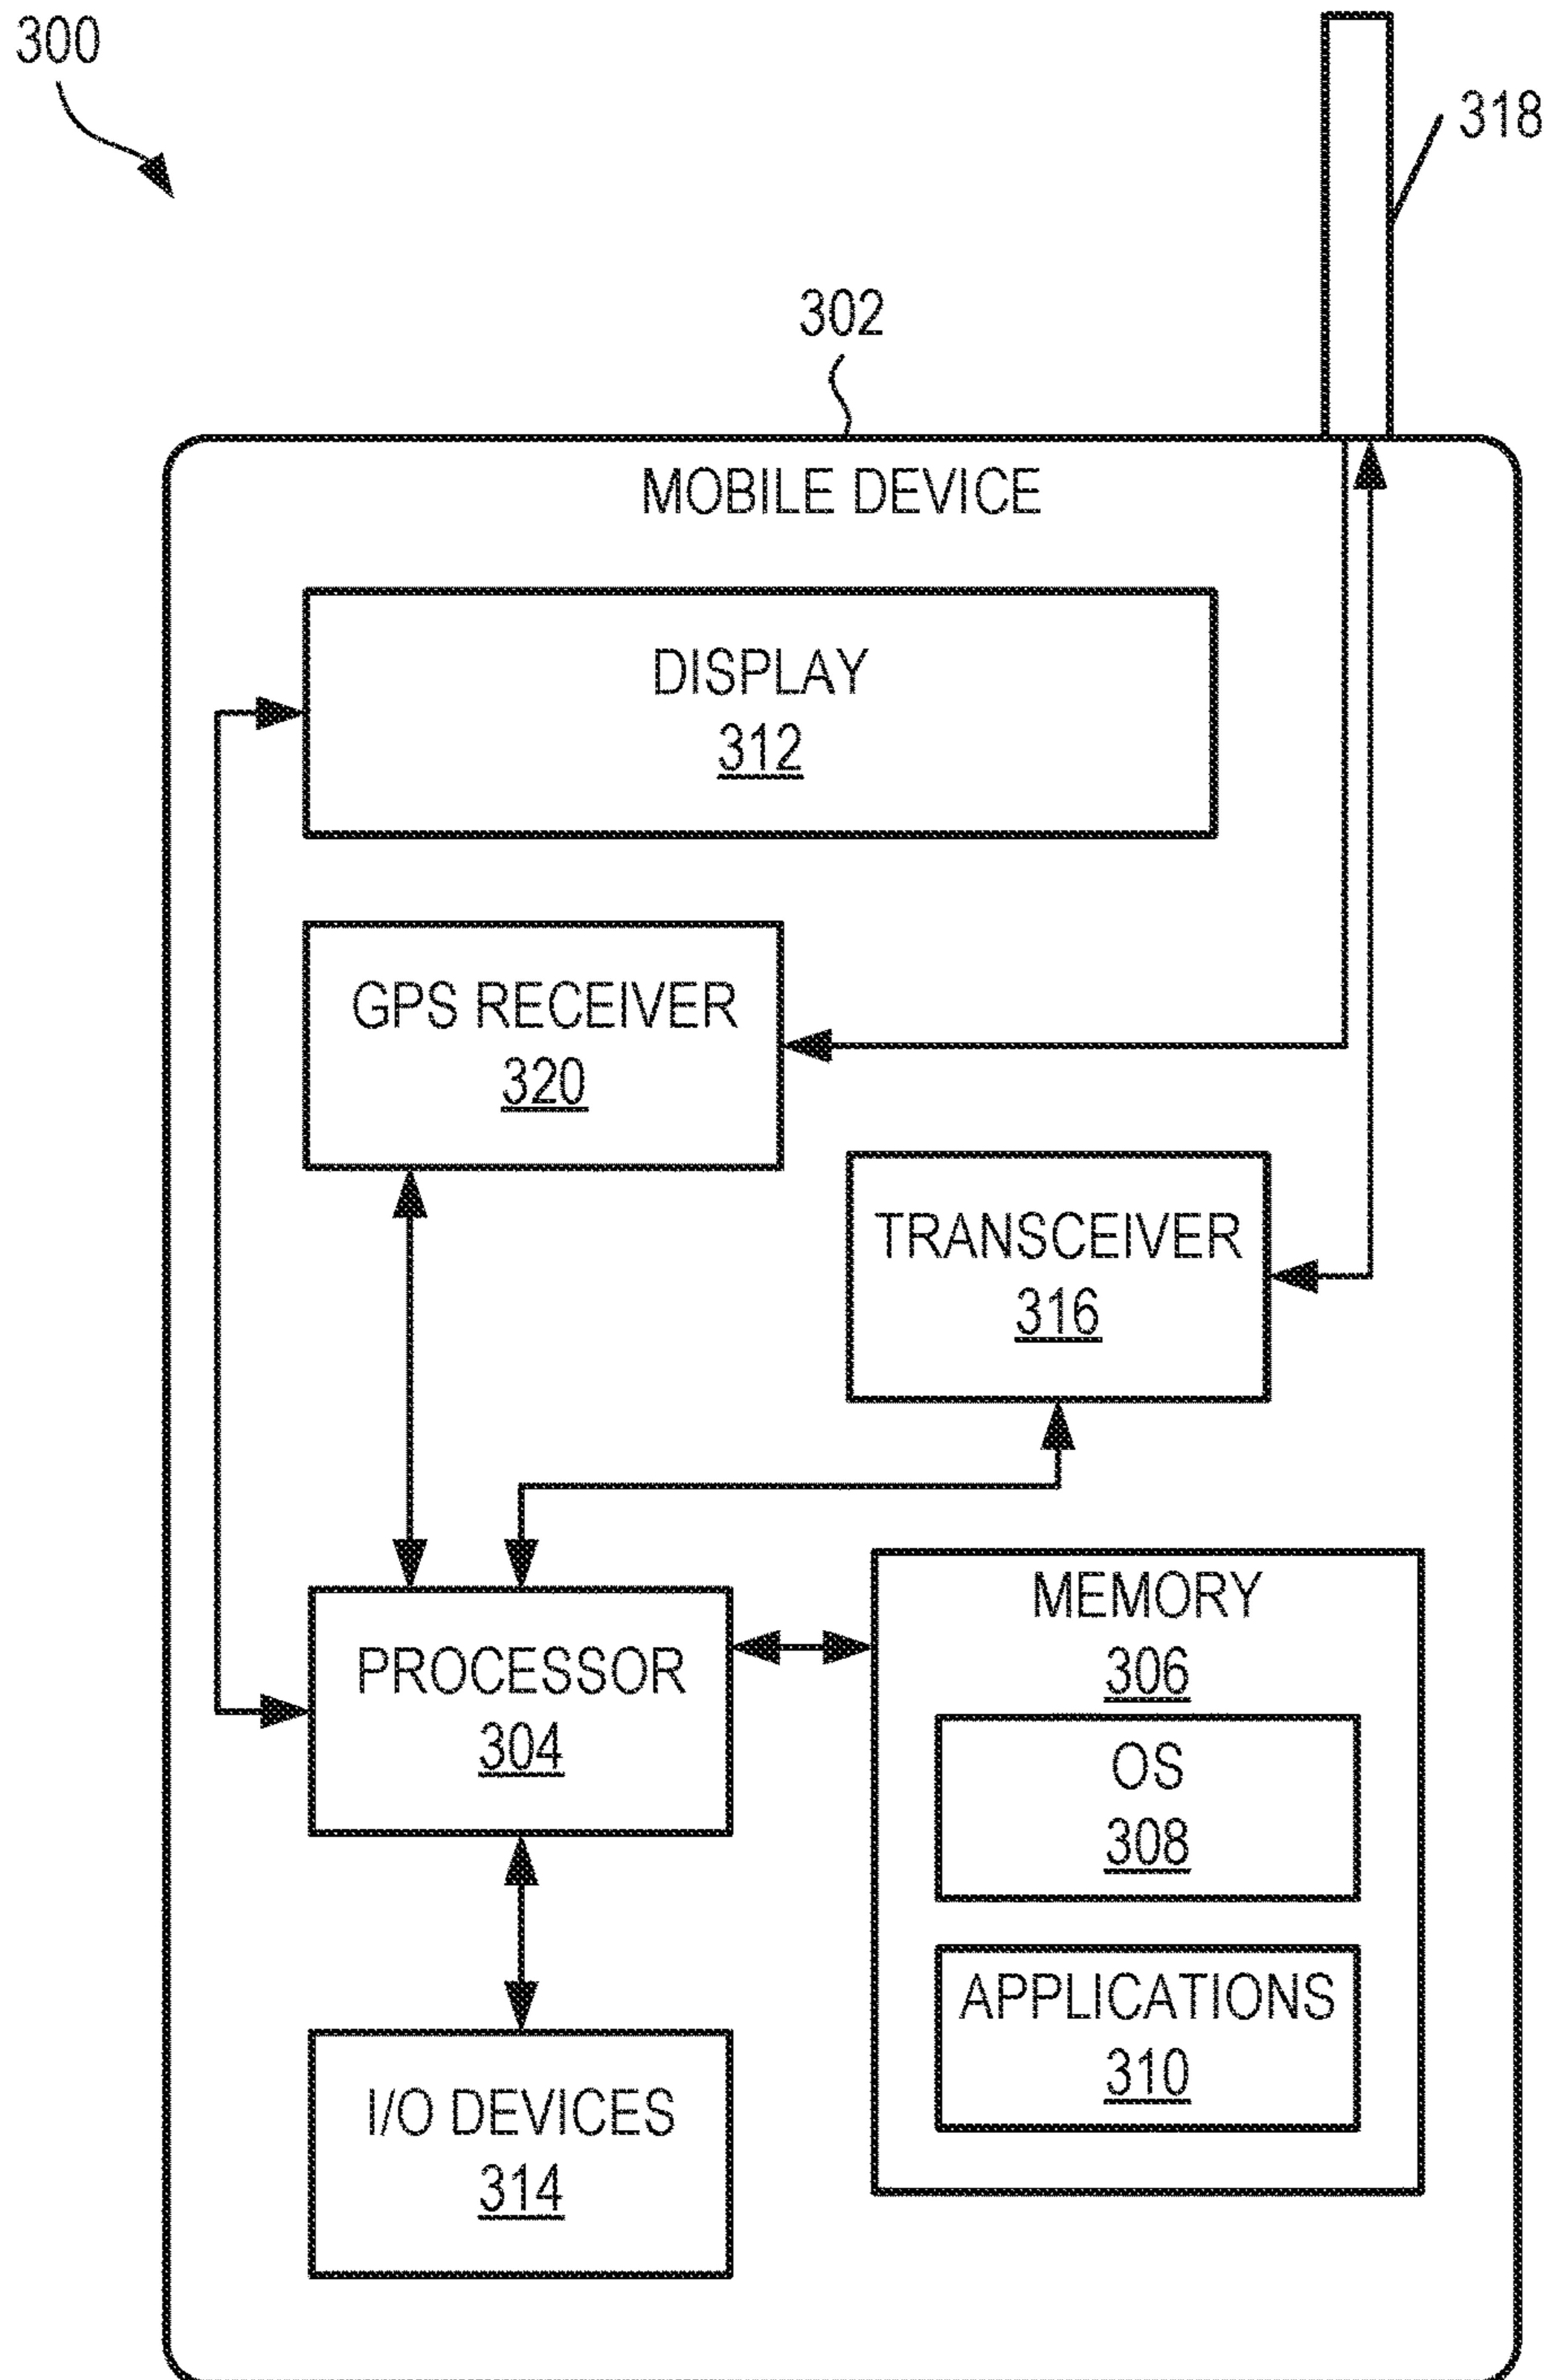 300
318
302
MOBILE DEVICE
DISPLAY
312
GPS RECEIVER
320
TRANSCEIVER
316
PROCESSOR
304
MEMORY
306
OS
308
APPLICATIONS
310
I/O DEVICES
314